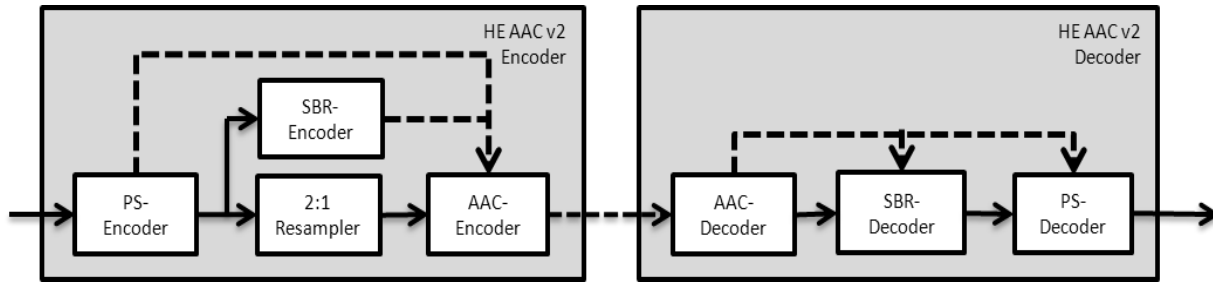 HE AAC v2
Encoder
SBR-
Encoder
PS-
Encoder
2:1
Resampler
AAC-
Encoder
HE AAC v2
Decoder
AAC-
Decoder
SBR-
Decoder
PS-
Decoder